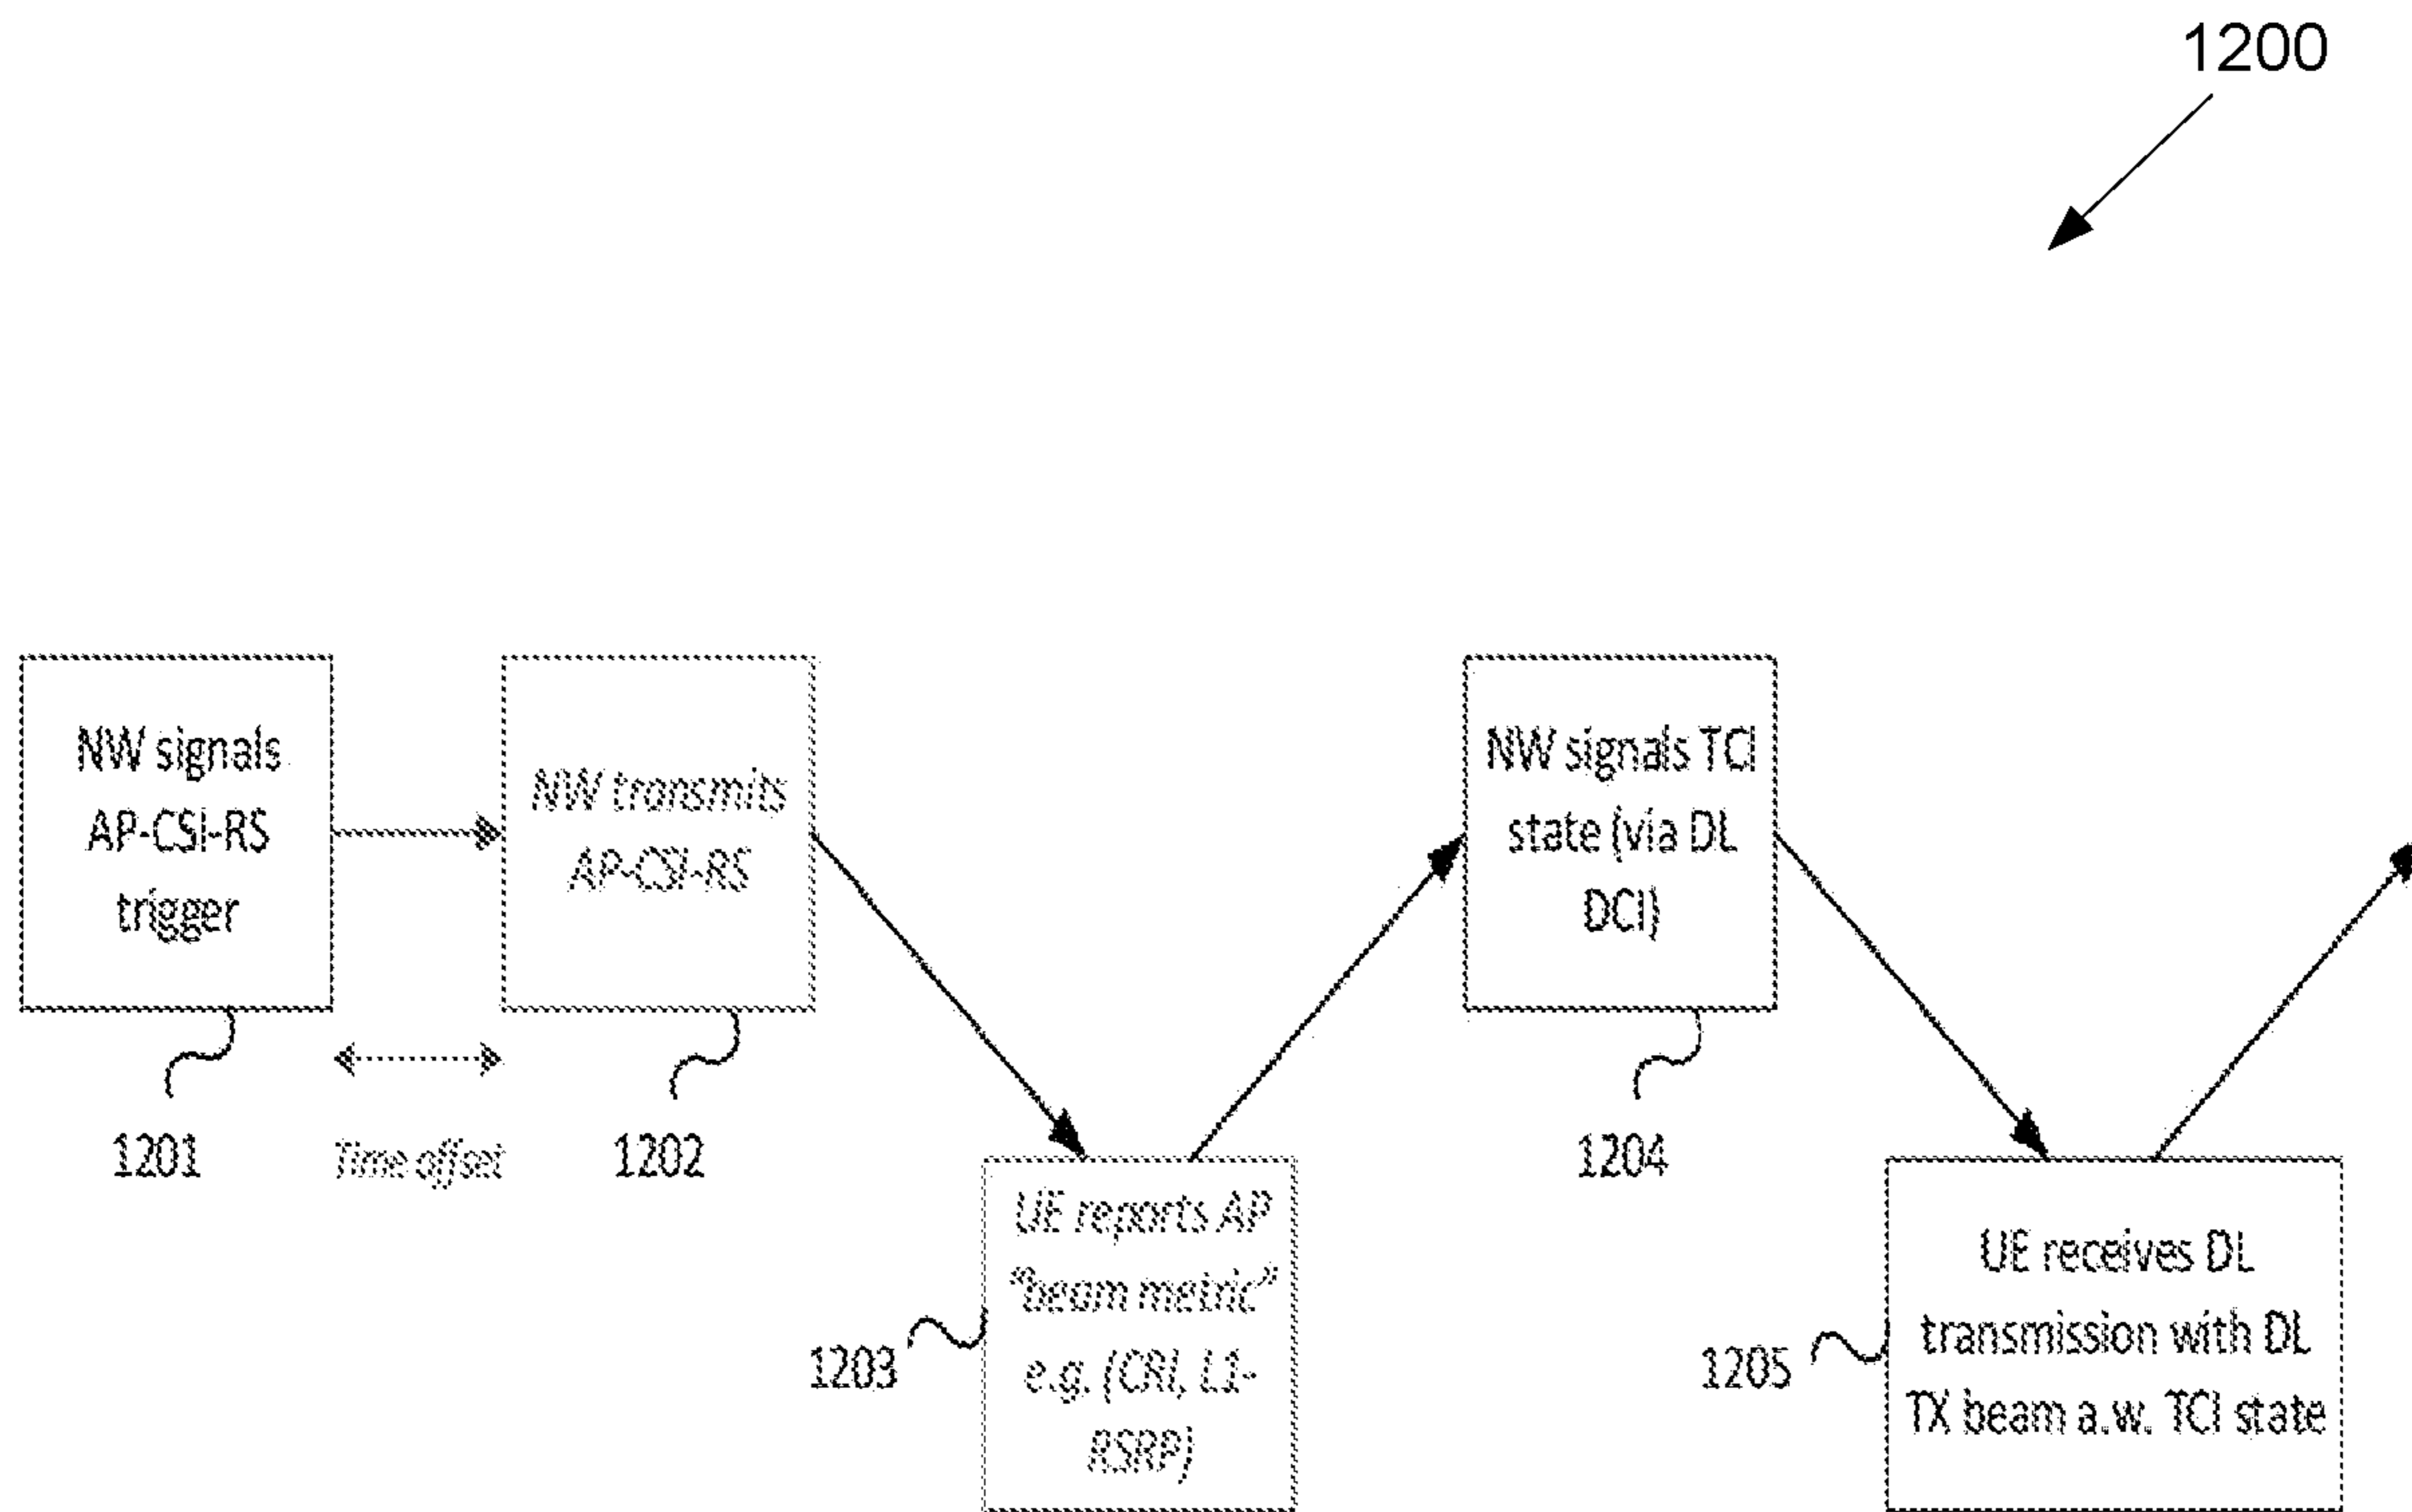 1200
NW signals
AP-CSI-RS
trigger
NW transmits
AP-CSI-RS
NW signals TCI
state (via DL
DCI)
1201
Time offset
1202
1204
UE reports AP
"beam metric"
e.g. (CRI, L1-
RSRP)
1203
UE receives DL
transmission with DL
TX beam a.w. TCI state
1205